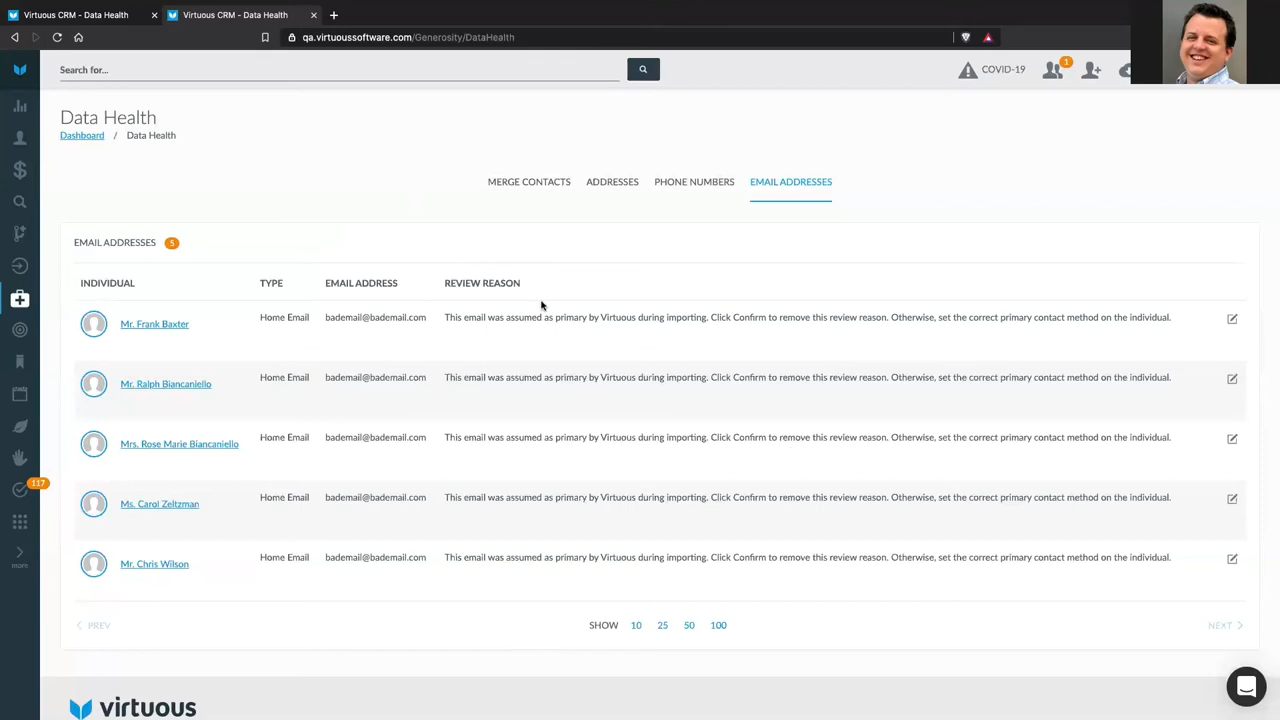 Virtuous CRM - Data Health × Virtuous CRM - Data Health × +
qa.virtuoussoftware.com/Generosity/DataHealth
Search for...
COVID-19
1
Data Health
Dashboard / Data Health
MERGE CONTACTS ADDRESSES PHONE NUMBERS EMAIL ADDRESSES
EMAIL ADDRESSES 5
INDIVIDUAL TYPE EMAIL ADDRESS REVIEW REASON
Mr. Frank Baxter Home Email bademail@bademail.com This email was assumed as primary by Virtuous during importing. Click Confirm to remove this review reason. Otherwise, set the correct primary contact method on the individual.
Mr. Ralph Biancaniello Home Email bademail@bademail.com This email was assumed as primary by Virtuous during importing. Click Confirm to remove this review reason. Otherwise, set the correct primary contact method on the individual.
Mrs. Rose Marie Biancaniello Home Email bademail@bademail.com This email was assumed as primary by Virtuous during importing. Click Confirm to remove this review reason. Otherwise, set the correct primary contact method on the individual.
117
Ms. Carol Zeltzman Home Email bademail@bademail.com This email was assumed as primary by Virtuous during importing. Click Confirm to remove this review reason. Otherwise, set the correct primary contact method on the individual.
Mr. Chris Wilson Home Email bademail@bademail.com This email was assumed as primary by Virtuous during importing. Click Confirm to remove this review reason. Otherwise, set the correct primary contact method on the individual.
more
PREV SHOW 10 25 50 100 NEXT
virtuous